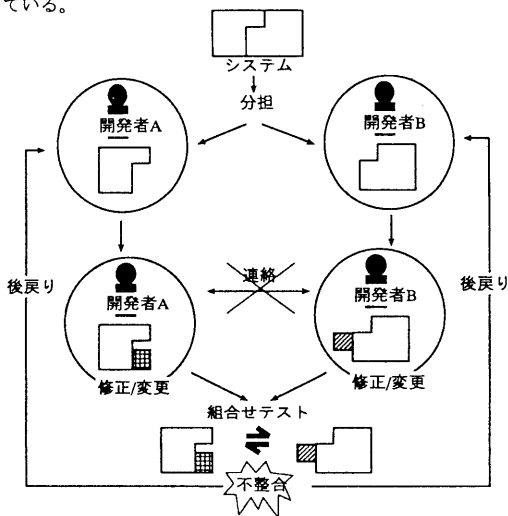 ている。
システム
分担
開発者A
開発者B
連絡
後戻り
後戻り
開発者A
開発者B
修正/変更
修正/変更
組合せテスト
不整合